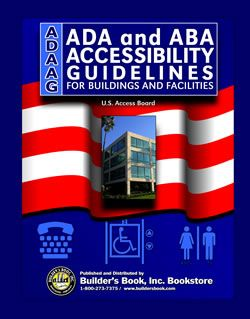 ADAAG
ADA and ABA
ACCESSIBILITY
GUIDELINES
FOR BUILDINGS AND FACILITIES
U.S. Access Board
Published and Distributed by
Builder's Book, Inc. Bookstore
1-800-273-7375 / www.buildersbook.com